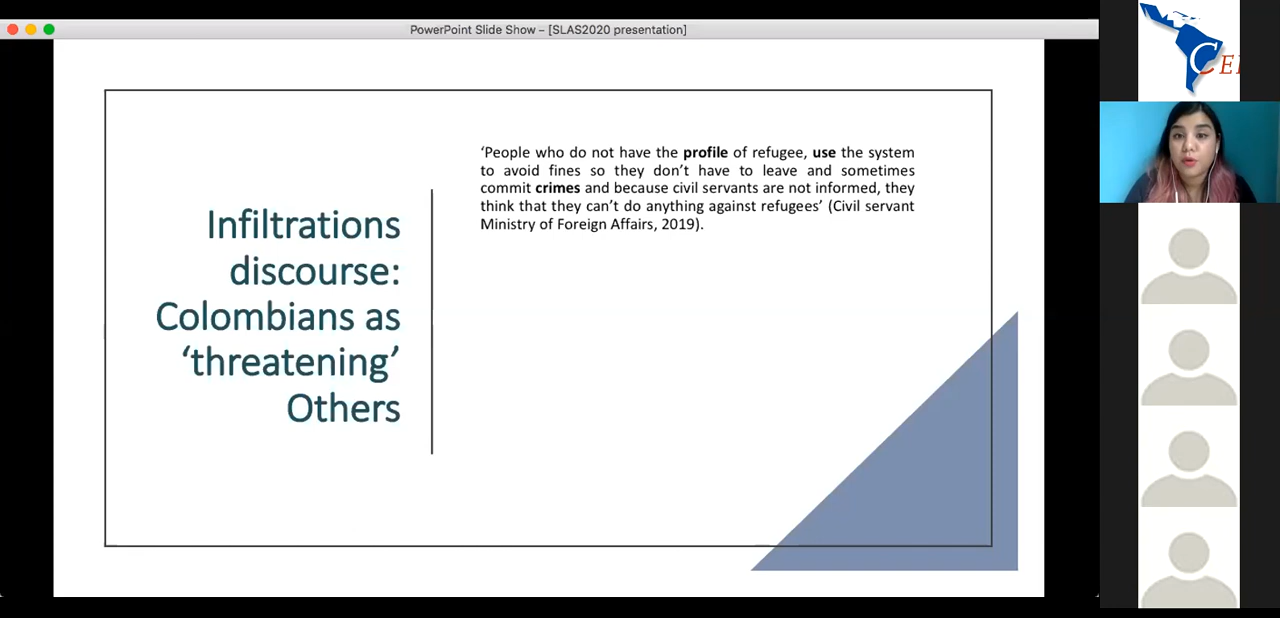 PowerPoint Slide Show – [SLAS2020 presentation]
Infiltrations
discourse:
Colombians as
‘threatening’
Others
‘People who do not have the profile of refugee, use the system
to avoid fines so they don’t have to leave and sometimes
commit crimes and because civil servants are not informed, they
think that they can’t do anything against refugees’ (Civil servant
Ministry of Foreign Affairs, 2019).